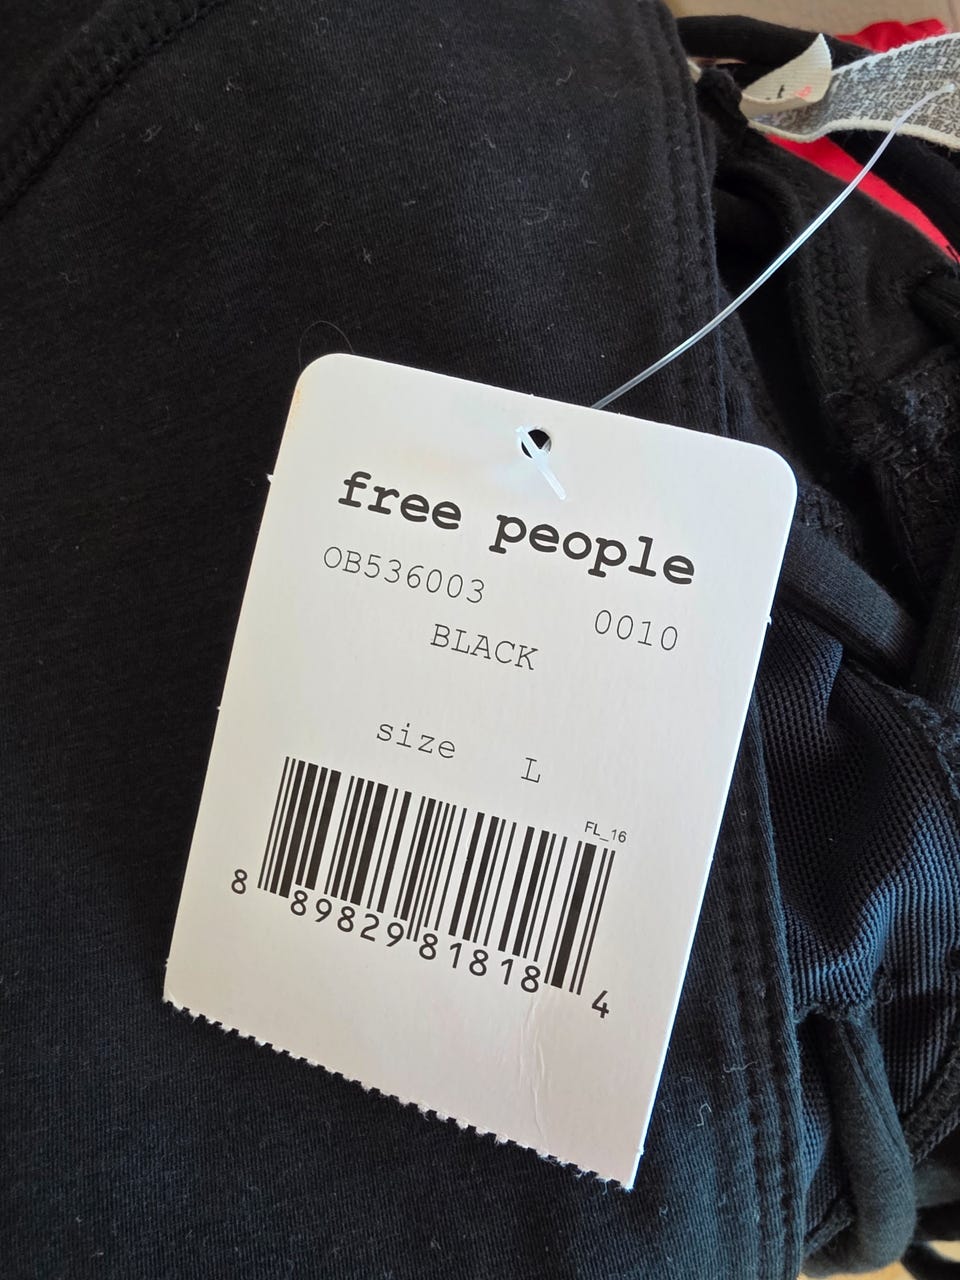 free people
OB536003 0010
BLACK
size L
FL_16
8 89829 81818 4